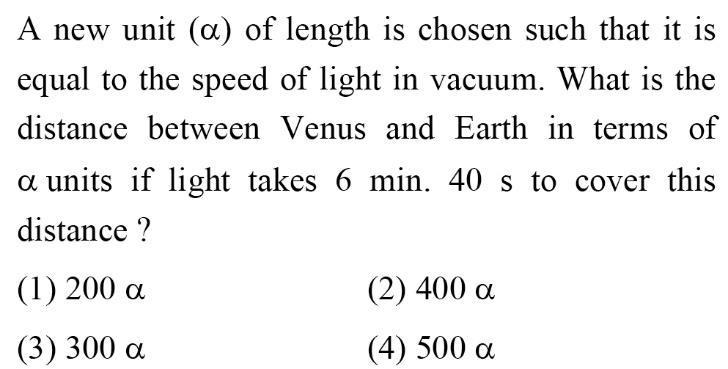 A new unit (α) of length is chosen such that it is
equal to the speed of light in vacuum. What is the
distance between Venus and Earth in terms of
α units if light takes 6 min. 40 s to cover this
distance ?
(1) 200 α (2) 400 α
(3) 300 α (4) 500 α